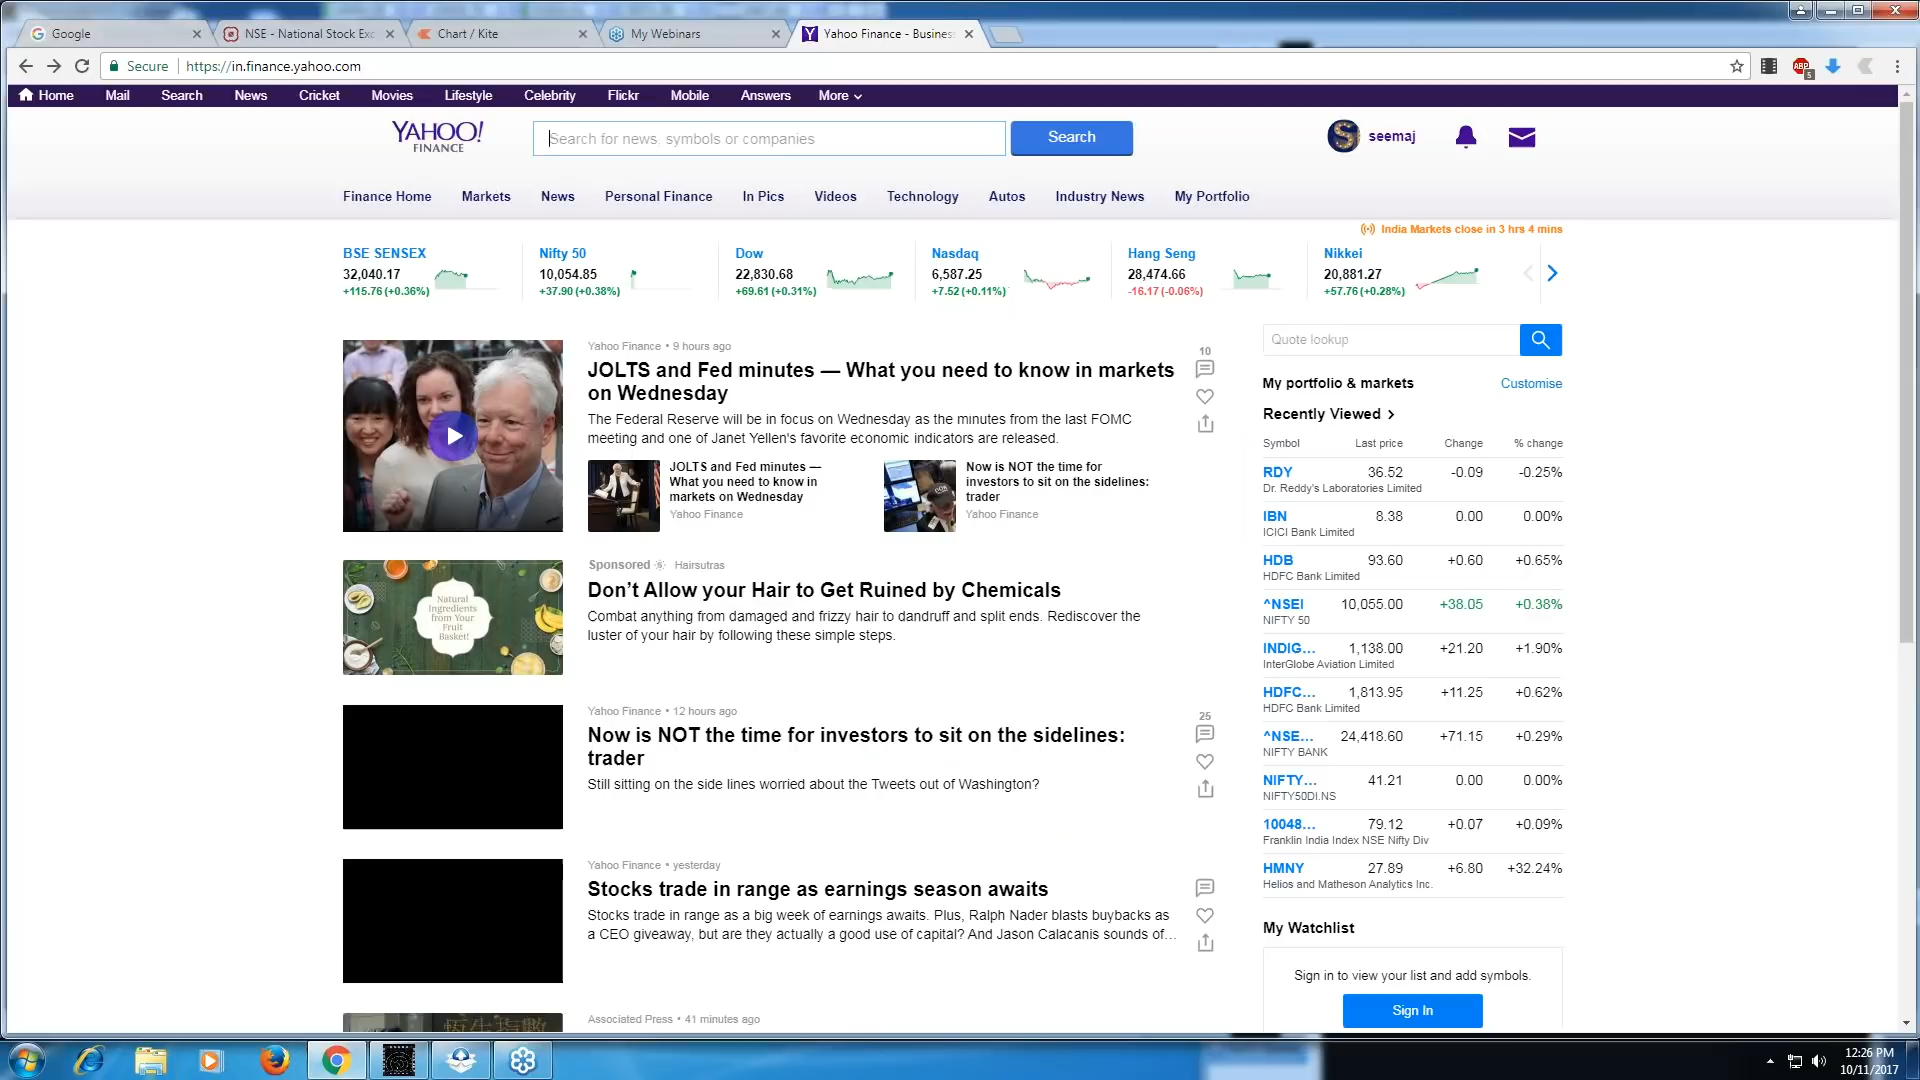 Google
NSE - National Stock Exc
Chart / Kite
My Webinars
Yahoo Finance - Busines
Secure
https://in.finance.yahoo.com
ABP
5
Home
Mail
Search
News
Cricket
Movies
Lifestyle
Celebrity
Flickr
Mobile
Answers
More
YAHOO!
FINANCE
Search for news, symbols or companies
Search
S
seemaj
Finance Home
Markets
News
Personal Finance
In Pics
Videos
Technology
Autos
Industry News
My Portfolio
India Markets close in 3 hrs 4 mins
BSE SENSEX
32,040.17
+115.76 (+0.36%)
Nifty 50
10,054.85
+37.90 (+0.38%)
Dow
22,830.68
+69.61 (+0.31%)
Nasdaq
6,587.25
+7.52 (+0.11%)
Hang Seng
28,474.66
-16.17 (-0.06%)
Nikkei
20,881.27
+57.76 (+0.28%)
Yahoo Finance • 9 hours ago
JOLTS and Fed minutes — What you need to know in markets
on Wednesday
The Federal Reserve will be in focus on Wednesday as the minutes from the last FOMC
meeting and one of Janet Yellen's favorite economic indicators are released.
10
JOLTS and Fed minutes —
What you need to know in
markets on Wednesday
Yahoo Finance
Now is NOT the time for
investors to sit on the sidelines:
trader
Yahoo Finance
Natural
Ingredients
from Your
Fruit
Basket!
Sponsored
Hairsutras
Don’t Allow your Hair to Get Ruined by Chemicals
Combat anything from damaged and frizzy hair to dandruff and split ends. Rediscover the
luster of your hair by following these simple steps.
Yahoo Finance • 12 hours ago
Now is NOT the time for investors to sit on the sidelines:
trader
Still sitting on the side lines worried about the Tweets out of Washington?
25
Yahoo Finance • yesterday
Stocks trade in range as earnings season awaits
Stocks trade in range as a big week of earnings awaits. Plus, Ralph Nader blasts buybacks as
a CEO giveaway, but are they actually a good use of capital? And Jason Calacanis sounds of…
Associated Press • 41 minutes ago
Quote lookup
My portfolio & markets
Customise
Recently Viewed
Symbol Last price Change % change
RDY 36.52 -0.09 -0.25%
Dr. Reddy's Laboratories Limited
IBN 8.38 0.00 0.00%
ICICI Bank Limited
HDB 93.60 +0.60 +0.65%
HDFC Bank Limited
^NSEI 10,055.00 +38.05 +0.38%
NIFTY 50
INDIG... 1,138.00 +21.20 +1.90%
InterGlobe Aviation Limited
HDFC... 1,813.95 +11.25 +0.62%
HDFC Bank Limited
^NSE... 24,418.60 +71.15 +0.29%
NIFTY BANK
NIFTY... 41.21 0.00 0.00%
NIFTY50DI.NS
10048... 79.12 +0.07 +0.09%
Franklin India Index NSE Nifty Div
HMNY 27.89 +6.80 +32.24%
Helios and Matheson Analytics Inc.
My Watchlist
Sign in to view your list and add symbols.
Sign In
12:26 PM
10/11/2017